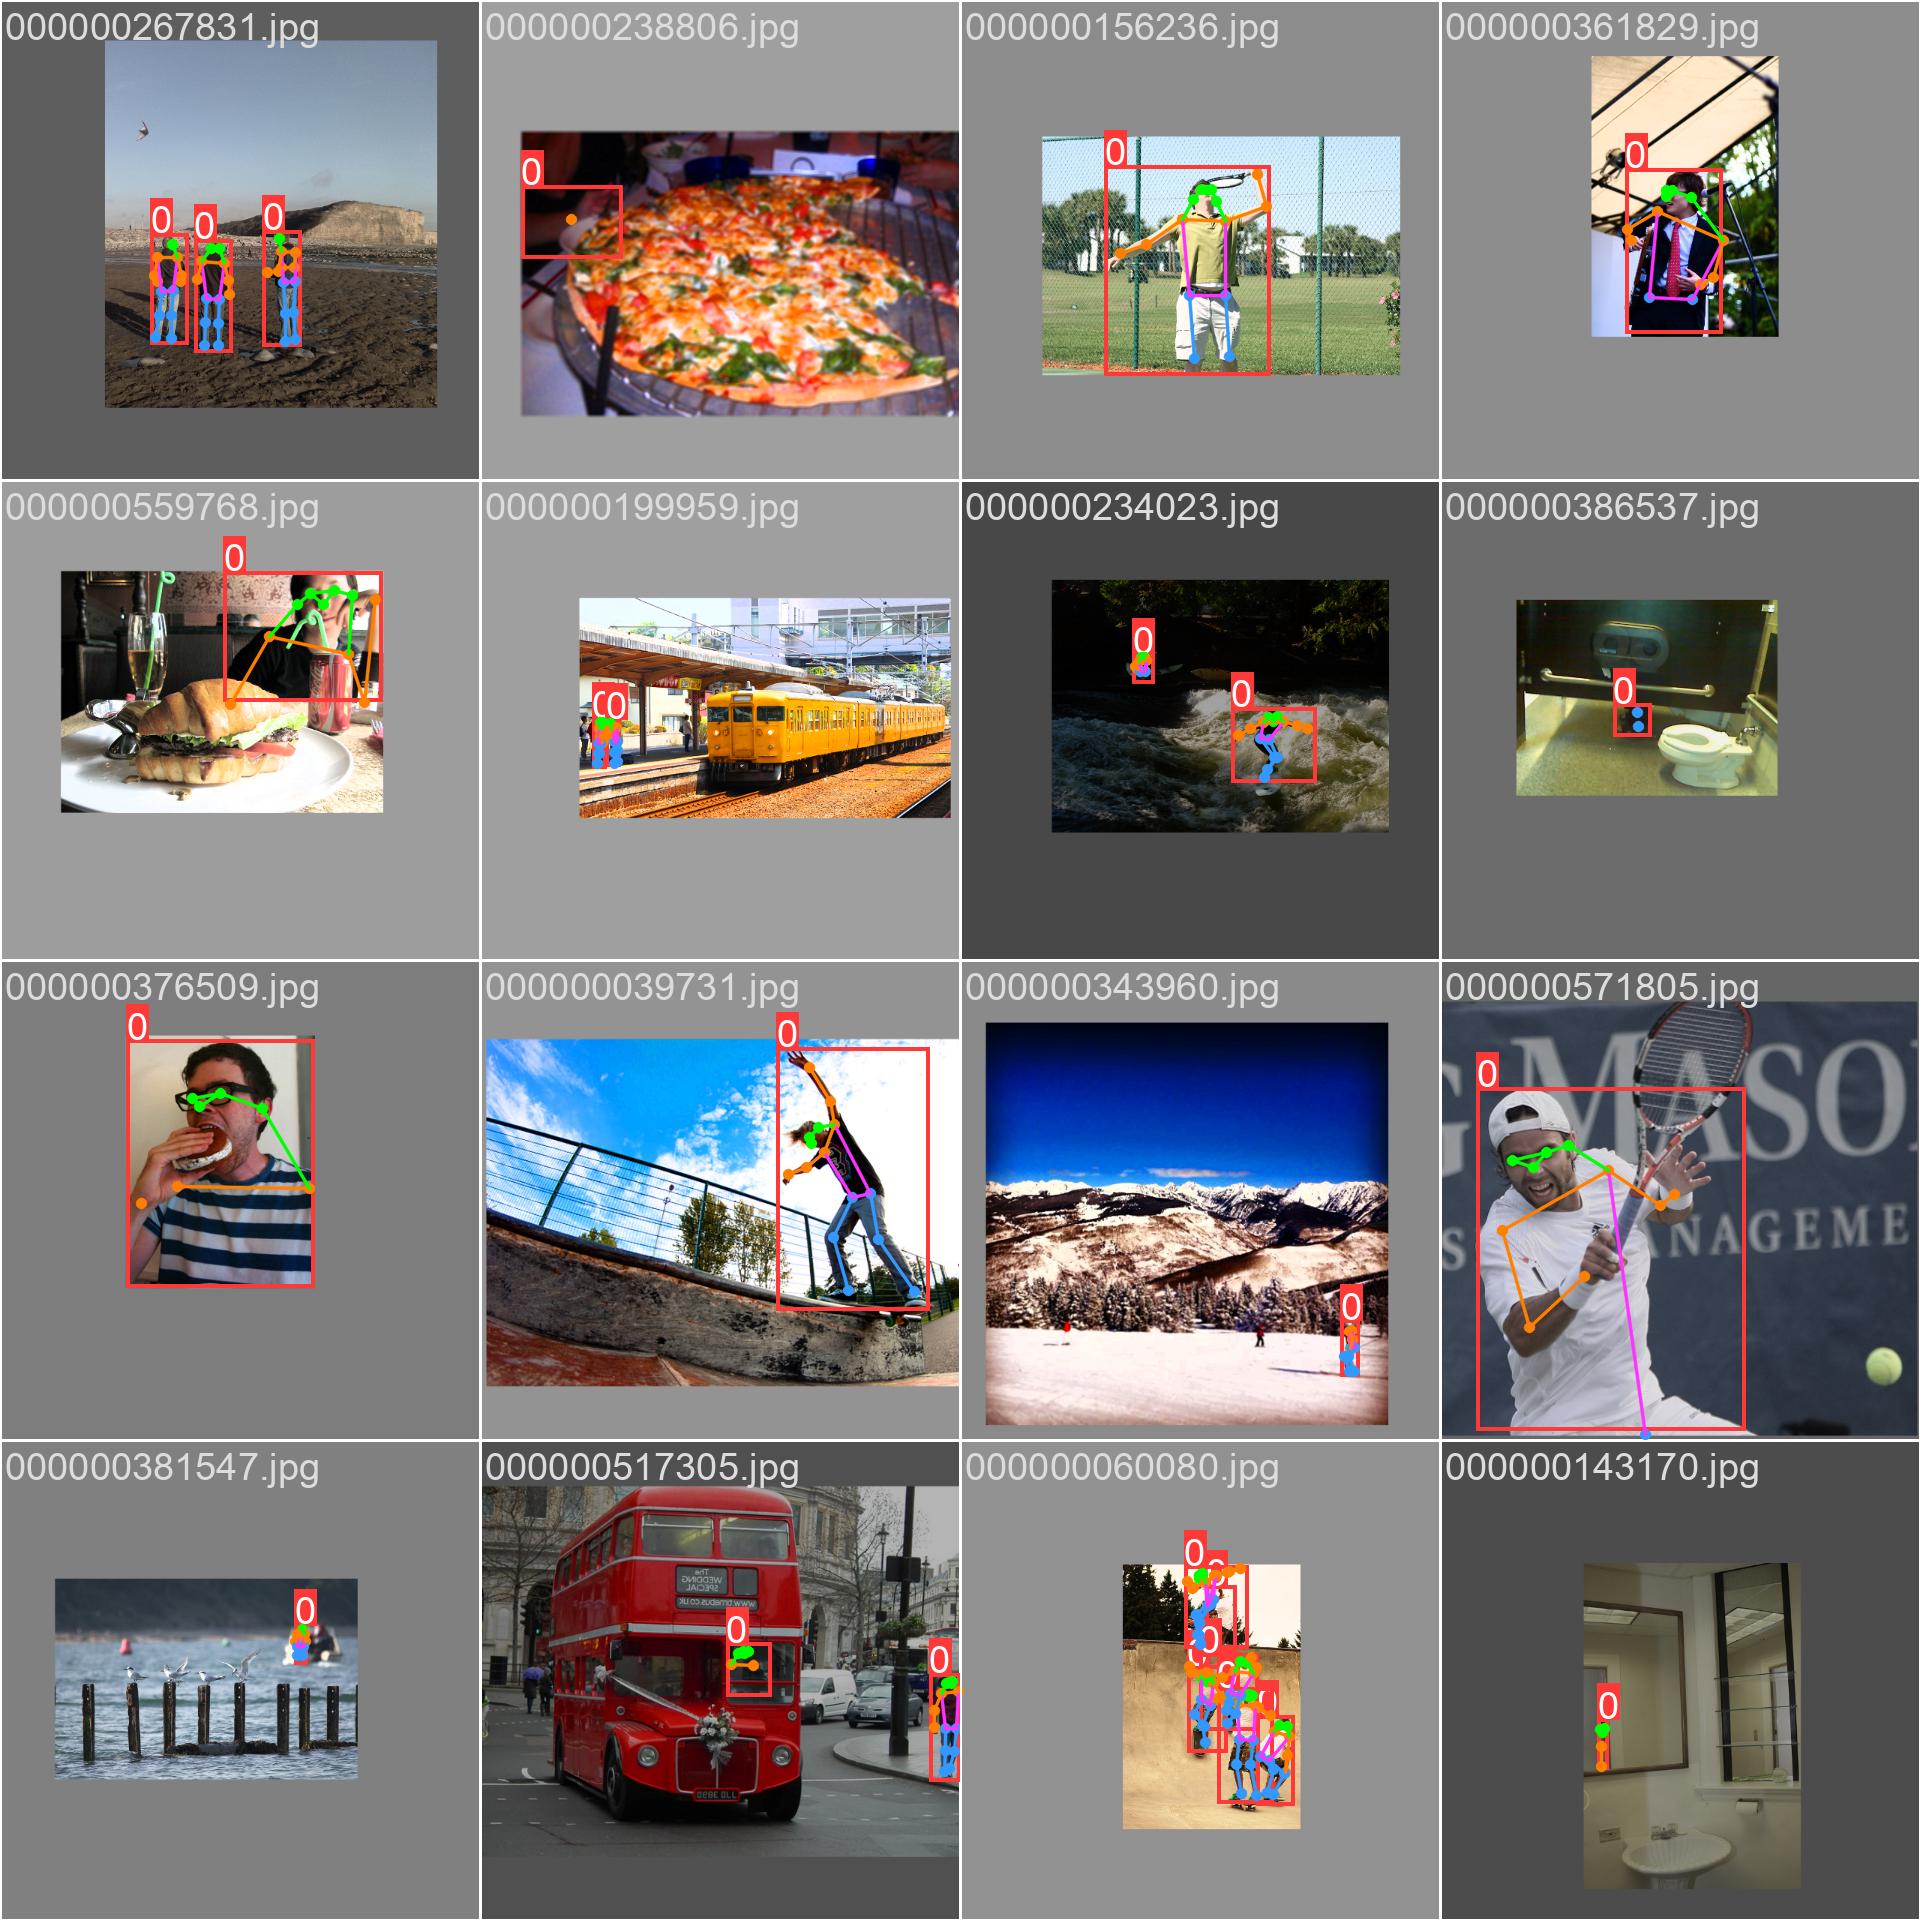 000000267831.jpg
000000238806.jpg
000000156236.jpg
000000361829.jpg
0
0
0
0
0
0
000000559768.jpg
000000199959.jpg
000000234023.jpg
000000386537.jpg
0
0
0
0
0
0
000000376509.jpg
000000039731.jpg
000000343960.jpg
000000571805.jpg
0
0
0
0
G MASO
S
ANAGEME
000000381547.jpg
000000517305.jpg
000000060080.jpg
000000143170.jpg
The
WEDDING
SPECIAL
www.timebus.co.uk
0
0
0
0
0
0
0
0